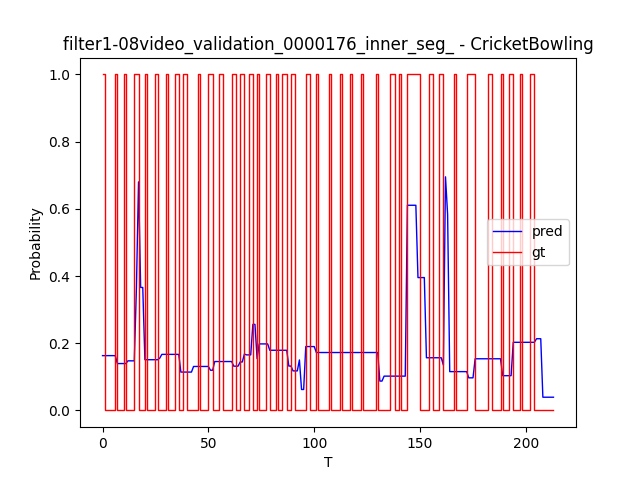 filter1-08video_validation_0000176_inner_seg_ - CricketBowling
1.0
0.8
0.6
0.4
0.2
0.0
Probability
pred
gt
0
50
100
150
200
T